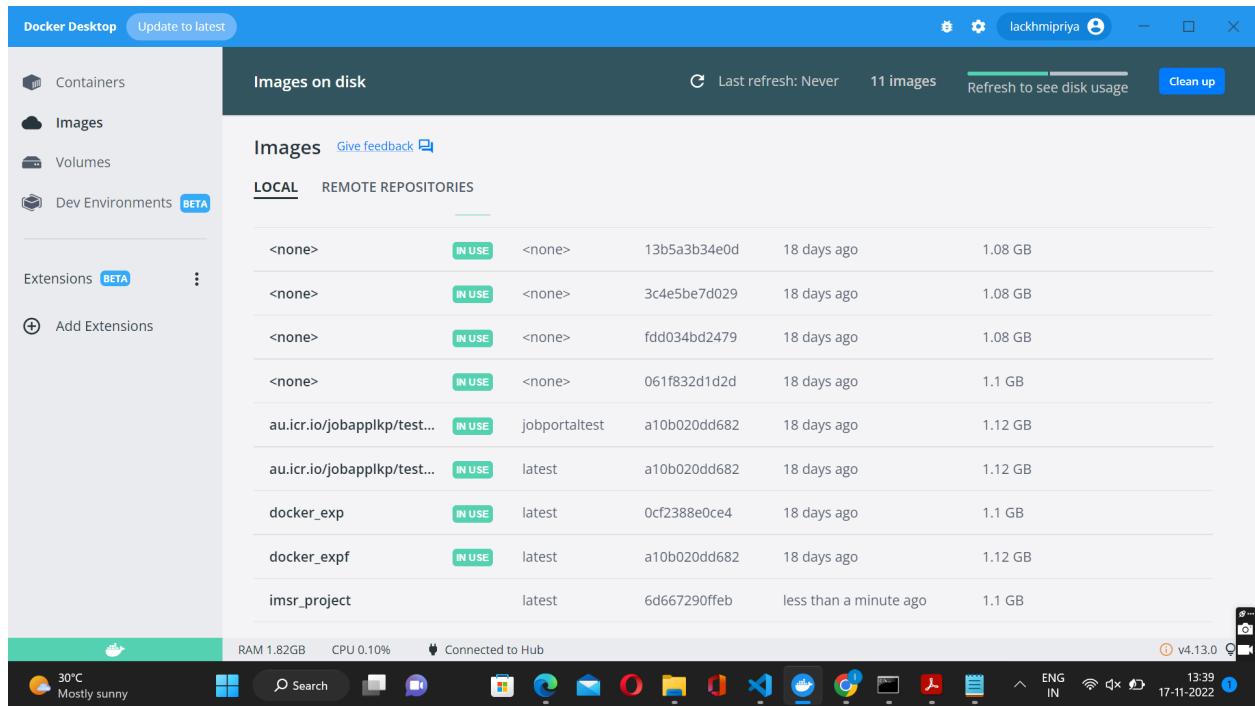 Docker Desktop Update to latest lackhmipriya
Containers
Images
Volumes
Dev Environments BETA
Extensions BETA
Add Extensions
Images on disk Last refresh: Never 11 images Refresh to see disk usage Clean up
Images Give feedback
LOCAL REMOTE REPOSITORIES
<none> IN USE <none> 13b5a3b34e0d 18 days ago 1.08 GB
<none> IN USE <none> 3c4e5be7d029 18 days ago 1.08 GB
<none> IN USE <none> fdd034bd2479 18 days ago 1.08 GB
<none> IN USE <none> 061f832d1d2d 18 days ago 1.1 GB
au.icr.io/jobapplkp/test... IN USE jobportaltest a10b020dd682 18 days ago 1.12 GB
au.icr.io/jobapplkp/test... IN USE latest a10b020dd682 18 days ago 1.12 GB
docker_exp IN USE latest 0cf2388e0ce4 18 days ago 1.1 GB
docker_expf IN USE latest a10b020dd682 18 days ago 1.12 GB
imsr_project latest 6d667290ffeb less than a minute ago 1.1 GB
RAM 1.82GB CPU 0.10% Connected to Hub v4.13.0
30°C
Mostly sunny
Search
1
ENG
IN
13:39
17-11-2022
1